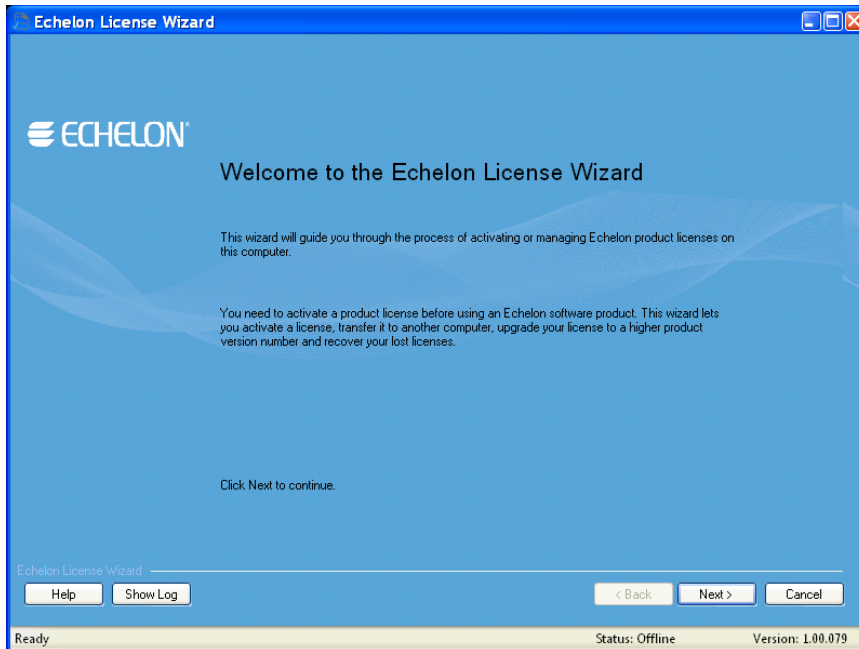 Echelon License Wizard
ECHELON®
Welcome to the Echelon License Wizard
This wizard will guide you through the process of activating or managing Echelon product licenses on
this computer.
You need to activate a product license before using an Echelon software product. This wizard lets
you activate a license, transfer it to another computer, upgrade your license to a higher product
version number and recover your lost licenses.
Click Next to continue.
Echelon License Wizard
Help Show Log < Back Next > Cancel
Ready Status: Offline Version: 1.00.079